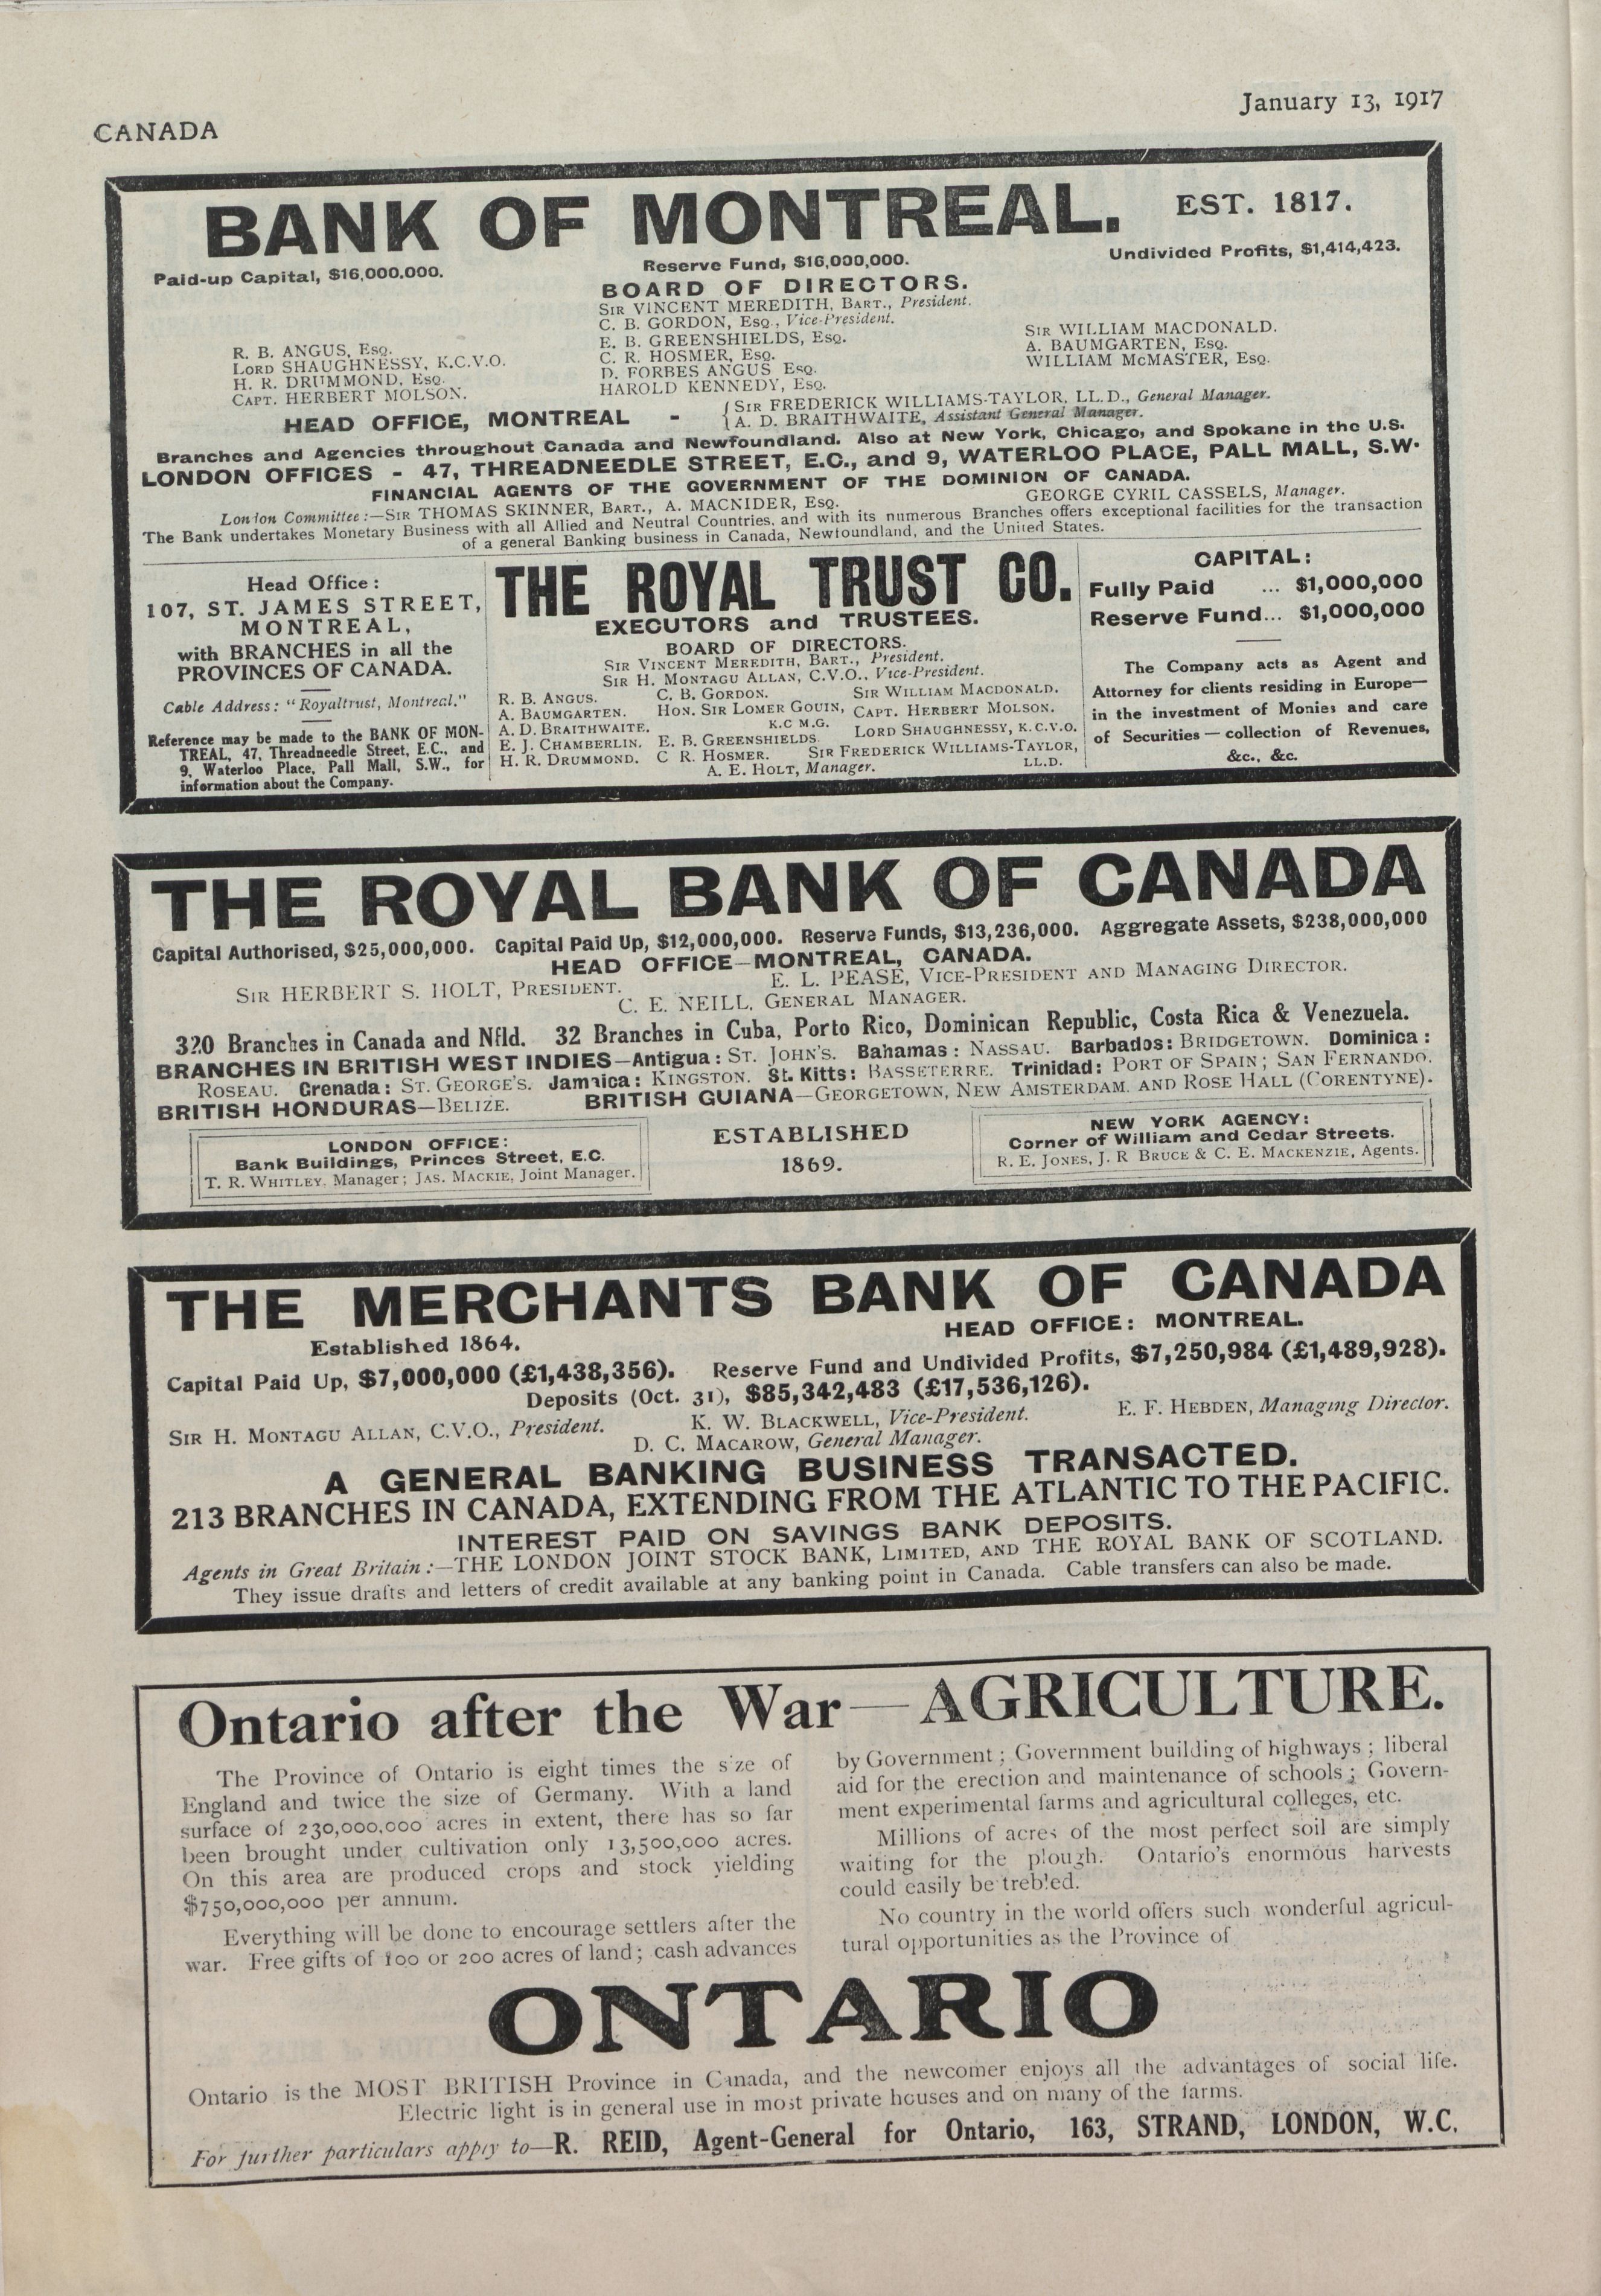 CANADA
January 13, 1917
BANK OF MONTREAL. EST. 1817.
Paid-up Capital, $16,000.000. Reserve Fund, $16,000,000. Undivided Profits, $1,414,423.
BOARD OF DIRECTORS.
SIR VINCENT MEREDITH, BART., President.
C. B. GORDON, ESQ., Vice-President.
R. B. ANGUS, ESQ.
LORD SHAUGHNESSY, K.C.V.O.
H. R. DRUMMOND, ESQ.
CAPT. HERBERT MOLSON.
E. B. GREENSHIELDS, ESQ.
C. R. HOSMER, ESQ.
D. FORBES ANGUS ESQ.
HAROLD KENNEDY, ESQ.
SIR WILLIAM MACDONALD.
A. BAUMGARTEN, ESQ.
WILLIAM McMASTER, ESQ.
HEAD OFFICE, MONTREAL - { SIR FREDERICK WILLIAMS-TAYLOR, LL.D., General Manager.
{ A. D. BRAITHWAITE, Assistant General Manager.
Branches and Agencies throughout Canada and Newfoundland. Also at New York, Chicago, and Spokane in the U.S.
LONDON OFFICES - 47, THREADNEEDLE STREET, E.C., and 9, WATERLOO PLACE, PALL MALL, S.W.
FINANCIAL AGENTS OF THE GOVERNMENT OF THE DOMINION OF CANADA.
London Committee:—SIR THOMAS SKINNER, BART., A. MACNIDER, ESQ. GEORGE CYRIL CASSELS, Manager.
The Bank undertakes Monetary Business with all Allied and Neutral Countries, and with its numerous Branches offers exceptional facilities for the transaction
of a general Banking business in Canada, Newfoundland, and the United States.
Head Office:
107, ST. JAMES STREET,
MONTREAL,
with BRANCHES in all the
PROVINCES OF CANADA.
Cable Address: "Royaltrust, Montreal."
Reference may be made to the BANK OF MON-
TREAL, 47, Threadneedle Street, E.C., and
9, Waterloo Place, Pall Mall, S.W., for
information about the Company.
THE ROYAL TRUST CO.
EXECUTORS and TRUSTEES.
BOARD OF DIRECTORS.
SIR VINCENT MEREDITH, BART., President.
SIR H. MONTAGU ALLAN, C.V.O., Vice-President.
R. B. ANGUS. C. B. GORDON. SIR WILLIAM MACDONALD.
A. BAUMGARTEN. HON. SIR LOMER GOUIN, CAPT. HERBERT MOLSON.
A. D. BRAITHWAITE. K.C M.G. LORD SHAUGHNESSY, K.C.V.O.
E. J. CHAMBERLIN. E. B. GREENSHIELDS SIR FREDERICK WILLIAMS-TAYLOR,
H. R. DRUMMOND. C R. HOSMER. LL.D.
A. E. HOLT, Manager.
CAPITAL:
Fully Paid ... $1,000,000
Reserve Fund... $1,000,000
The Company acts as Agent and
Attorney for clients residing in Europe—
in the investment of Monies and care
of Securities — collection of Revenues,
&c., &c.
THE ROYAL BANK OF CANADA
Capital Authorised, $25,000,000. Capital Paid Up, $12,000,000. Reserve Funds, $13,236,000. Aggregate Assets, $238,000,000
HEAD OFFICE—MONTREAL, CANADA.
SIR HERBERT S. HOLT, PRESIDENT. E. L. PEASE, VICE-PRESIDENT AND MANAGING DIRECTOR.
C. E. NEILL, GENERAL MANAGER.
320 Branches in Canada and Nfld. 32 Branches in Cuba, Porto Rico, Dominican Republic, Costa Rica & Venezuela.
BRANCHES IN BRITISH WEST INDIES—Antigua: ST. JOHN'S. Bahamas: NASSAU. Barbados: BRIDGETOWN. Dominica:
ROSEAU. Grenada: ST. GEORGE'S. Jamaica: KINGSTON. St. Kitts: BASSETERRE. Trinidad: PORT OF SPAIN; SAN FERNANDO.
BRITISH HONDURAS—BELIZE. BRITISH GUIANA—GEORGETOWN, NEW AMSTERDAM, AND ROSE HALL (CORENTYNE).
LONDON OFFICE:
Bank Buildings, Princes Street, E.C.
T. R. WHITLEY, Manager; JAS. MACKIE, Joint Manager.
ESTABLISHED
1869.
NEW YORK AGENCY:
Corner of William and Cedar Streets.
R. E. JONES, J. R BRUCE & C. E. MACKENZIE, Agents.
THE MERCHANTS BANK OF CANADA
Established 1864. HEAD OFFICE: MONTREAL.
Capital Paid Up, $7,000,000 (£1,438,356). Reserve Fund and Undivided Profits, $7,250,984 (£1,489,928).
Deposits (Oct. 31), $85,342,483 (£17,536,126).
SIR H. MONTAGU ALLAN, C.V.O., President. K. W. BLACKWELL, Vice-President. E. F. HEBDEN, Managing Director.
D. C. MACAROW, General Manager.
A GENERAL BANKING BUSINESS TRANSACTED.
213 BRANCHES IN CANADA, EXTENDING FROM THE ATLANTIC TO THE PACIFIC.
INTEREST PAID ON SAVINGS BANK DEPOSITS.
Agents in Great Britain:—THE LONDON JOINT STOCK BANK, LIMITED, AND THE ROYAL BANK OF SCOTLAND.
They issue drafts and letters of credit available at any banking point in Canada. Cable transfers can also be made.
Ontario after the War—AGRICULTURE.
The Province of Ontario is eight times the size of
England and twice the size of Germany. With a land
surface of 230,000,000 acres in extent, there has so far
been brought under cultivation only 13,500,000 acres.
On this area are produced crops and stock yielding
$750,000,000 per annum.
Everything will be done to encourage settlers after the
war. Free gifts of 100 or 200 acres of land; cash advances
by Government; Government building of highways; liberal
aid for the erection and maintenance of schools; Govern-
ment experimental farms and agricultural colleges, etc.
Millions of acres of the most perfect soil are simply
waiting for the plough. Ontario's enormous harvests
could easily be trebled.
No country in the world offers such wonderful agricul-
tural opportunities as the Province of
ONTARIO
Ontario is the MOST BRITISH Province in Canada, and the newcomer enjoys all the advantages of social life.
Electric light is in general use in most private houses and on many of the farms.
For further particulars apply to—R. REID, Agent-General for Ontario, 163, STRAND, LONDON, W.C.